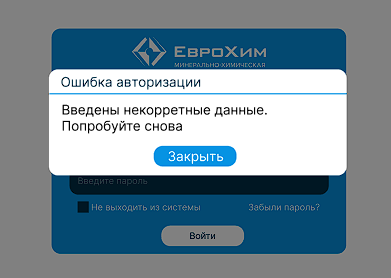 ЕвроХим
МИНЕРАЛЬНО-ХИМИЧЕСКАЯ
Ошибка авторизации
Введены некорретные данные.
Попробуйте снова
Закрыть
Введите пароль
Не выходить из системы
Забыли пароль?
Войти